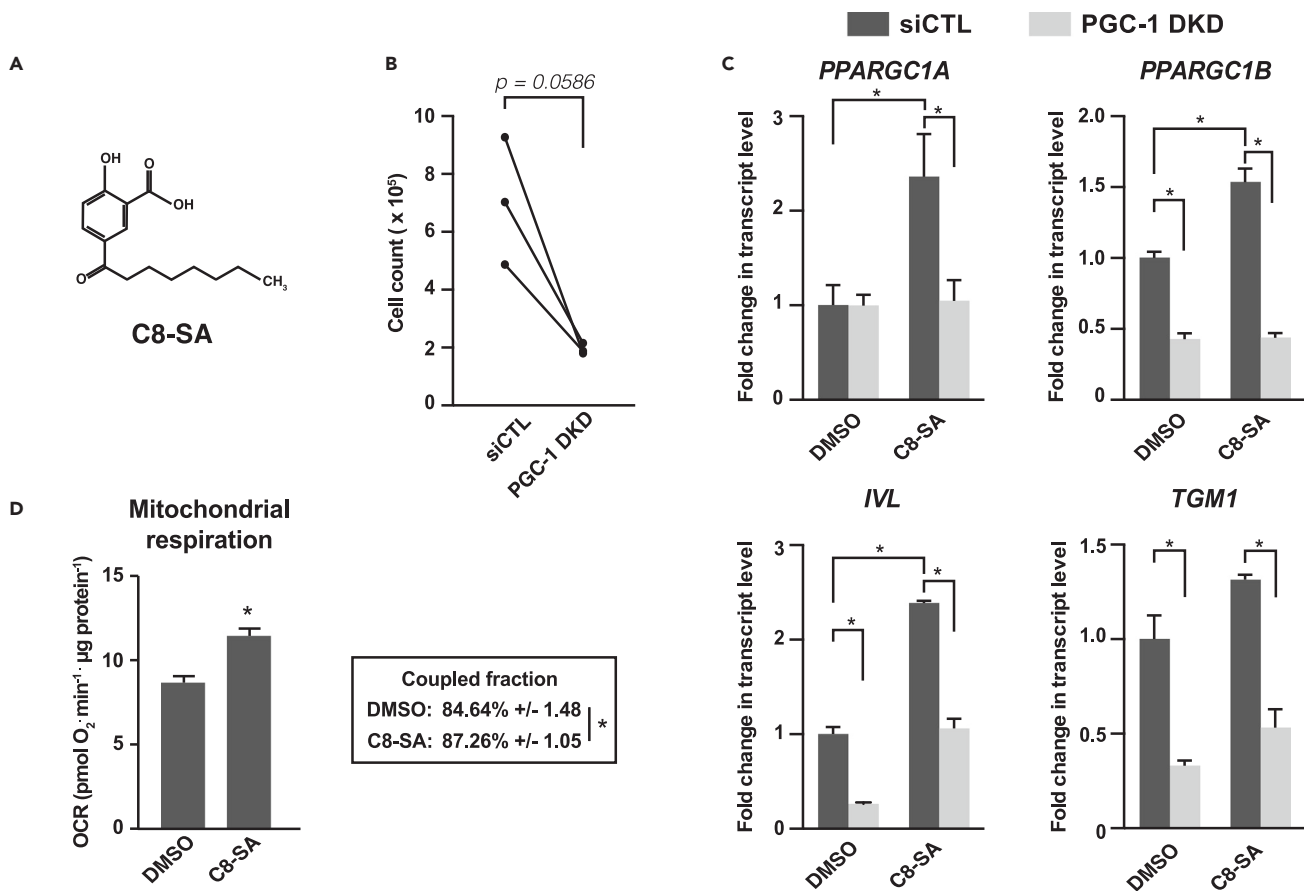 siCTL PGC-1 DKD
A
OH
O
OH
O
CH₃
C8-SA
B
p = 0.0586
Cell count ( x 10⁵)
10
8
6
4
2
0
siCTL
PGC-1 DKD
C
PPARGC1A
*
*
Fold change in transcript level
3
2
1
0
DMSO
C8-SA
PPARGC1B
*
*
*
Fold change in transcript level
2.0
1.5
1.0
0.5
0
DMSO
C8-SA
D
Mitochondrial
respiration
OCR (pmol O₂·min⁻¹· µg protein⁻¹)
15
10
5
0
*
DMSO
C8-SA
Coupled fraction
DMSO: 84.64% +/- 1.48
C8-SA: 87.26% +/- 1.05
*
IVL
*
*
*
Fold change in transcript level
3
2
1
0
DMSO
C8-SA
TGM1
*
*
Fold change in transcript level
1.5
1.0
0.5
0
DMSO
C8-SA